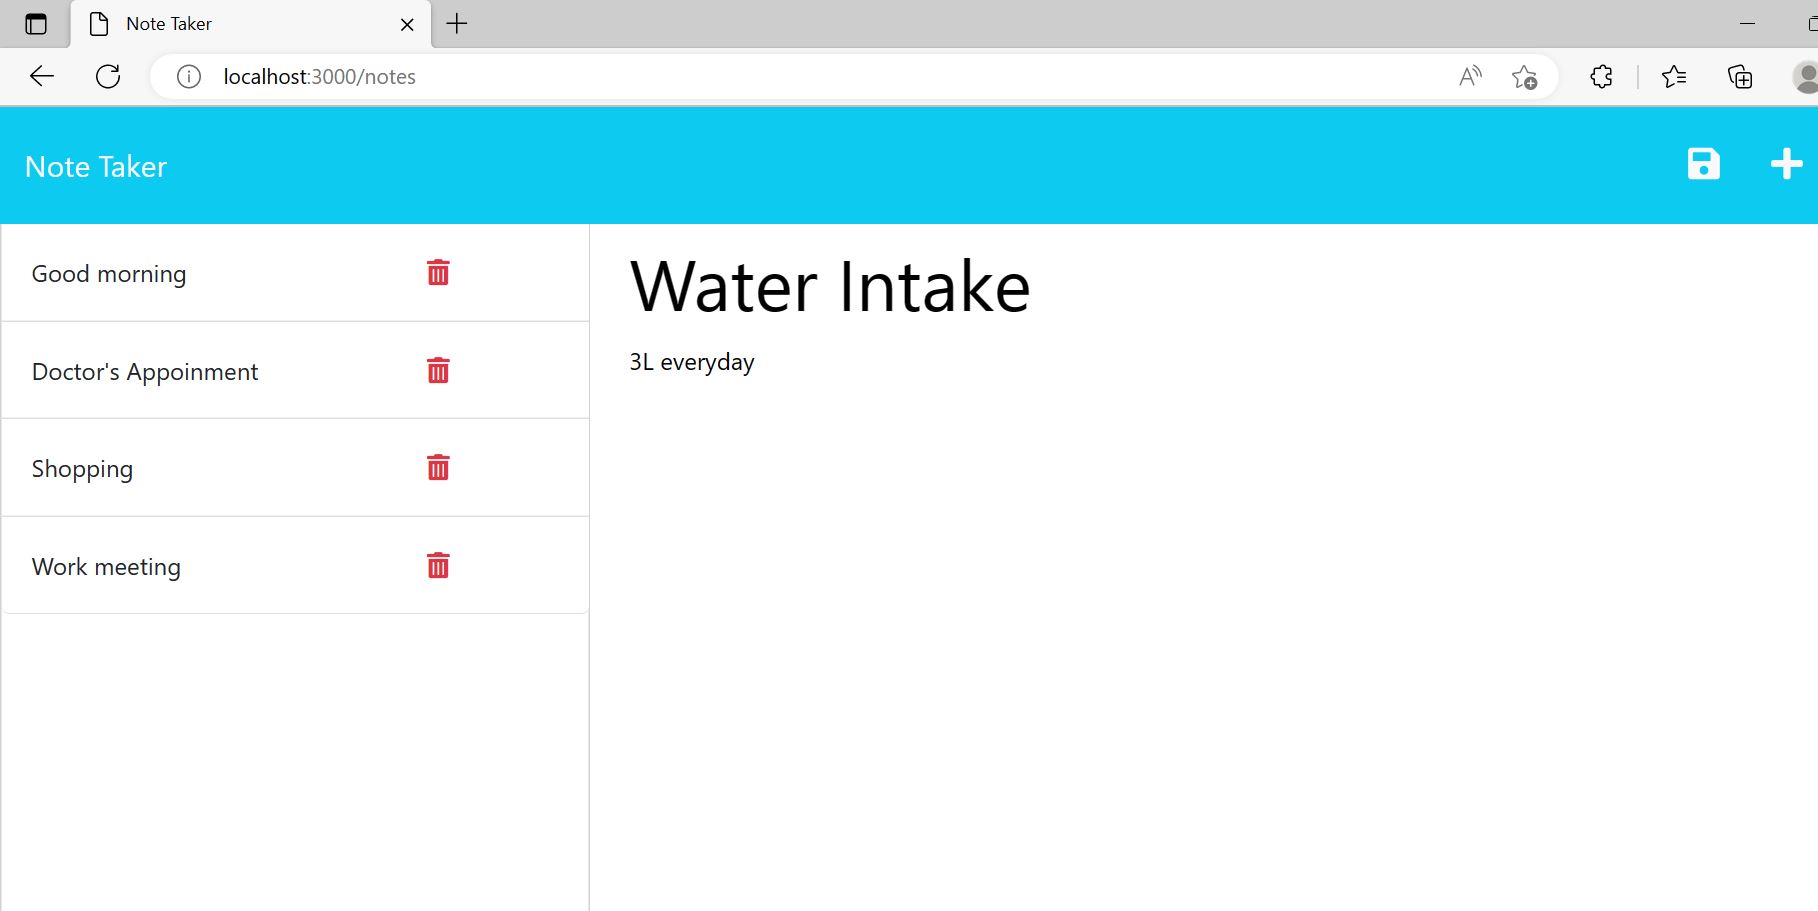 Note Taker
localhost:3000/notes
Note Taker
Good morning
Doctor's Appoinment
Shopping
Work meeting
Water Intake
3L everyday